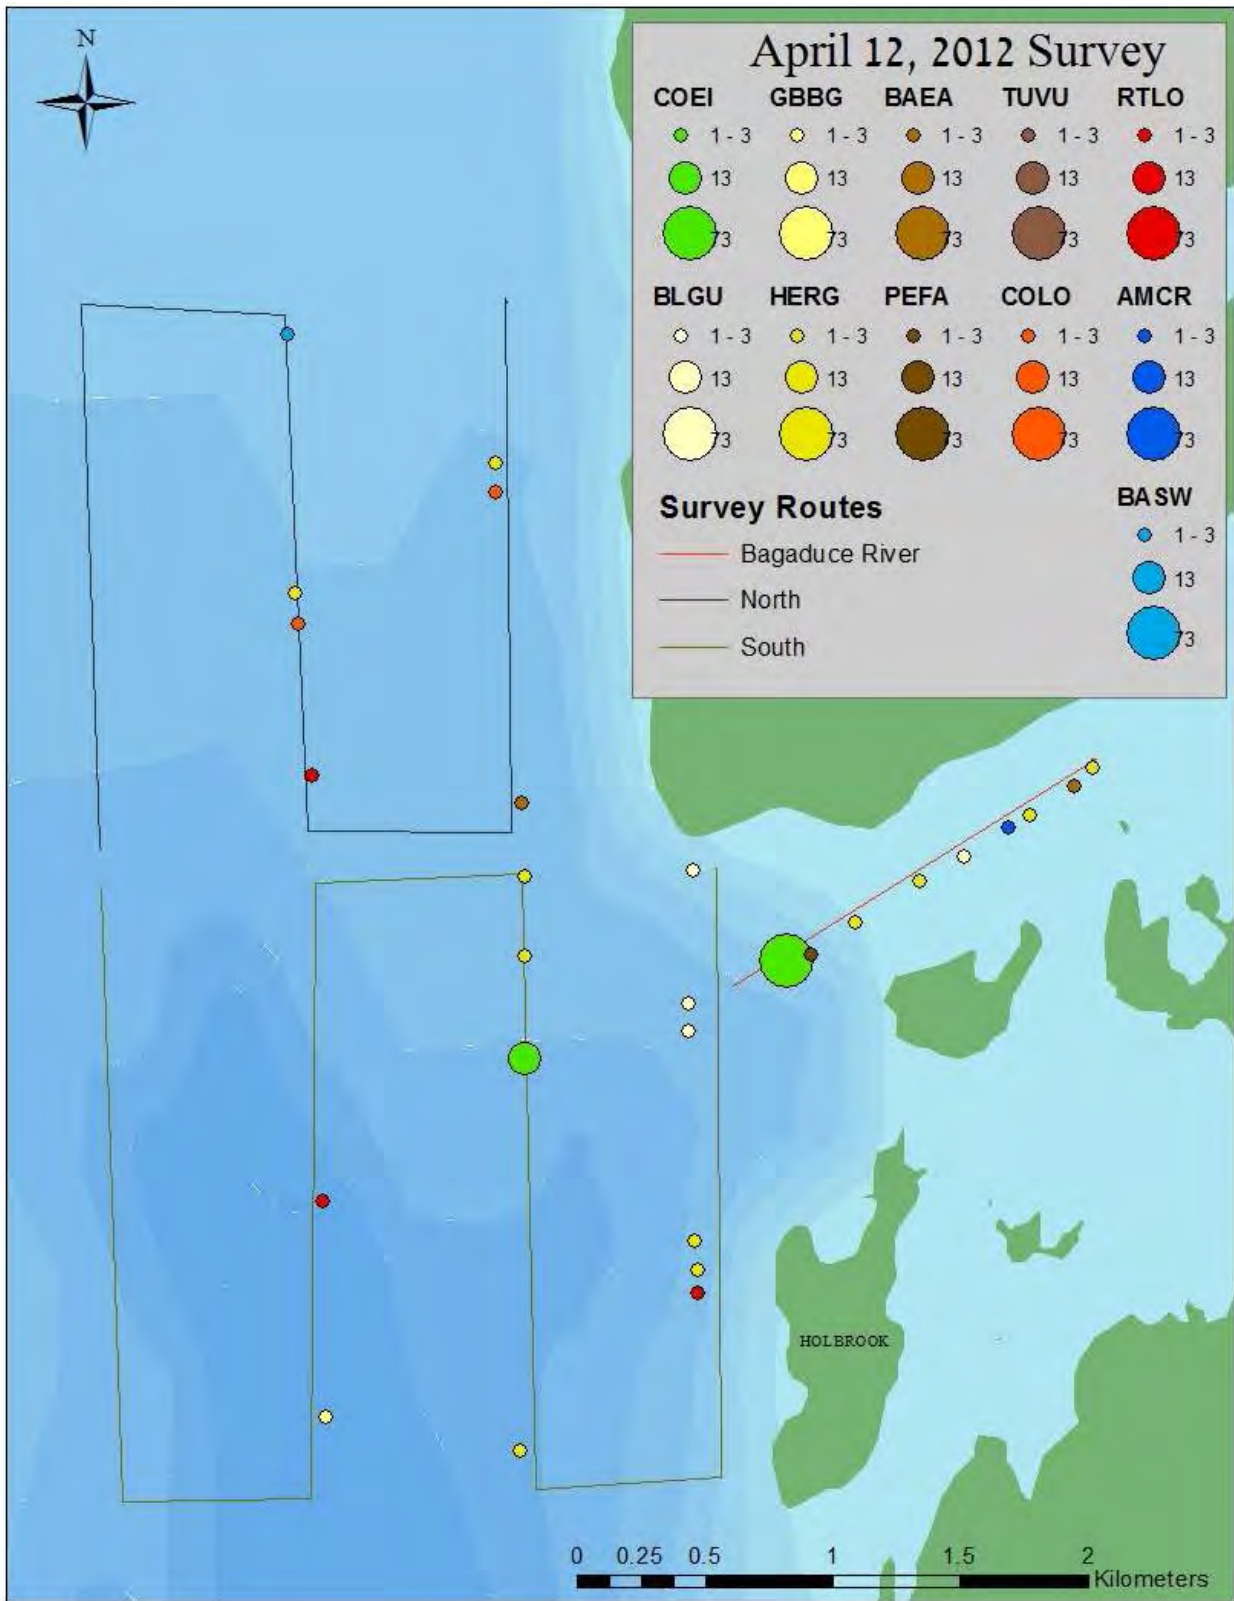 N
April 12, 2012 Survey
COEI GBBG BAEA TUVU RTLO
1 - 3 1 - 3 1 - 3 1 - 3 1 - 3
13 13 13 13 13
73 73 73 73 73
BLGU HERG PEFA COLO AMCR
1 - 3 1 - 3 1 - 3 1 - 3 1 - 3
13 13 13 13 13
73 73 73 73 73
Survey Routes
Bagaduce River
North
South
BASW
1 - 3
13
73
HOLBROOK
0 0.25 0.5 1 1.5 2
Kilometers